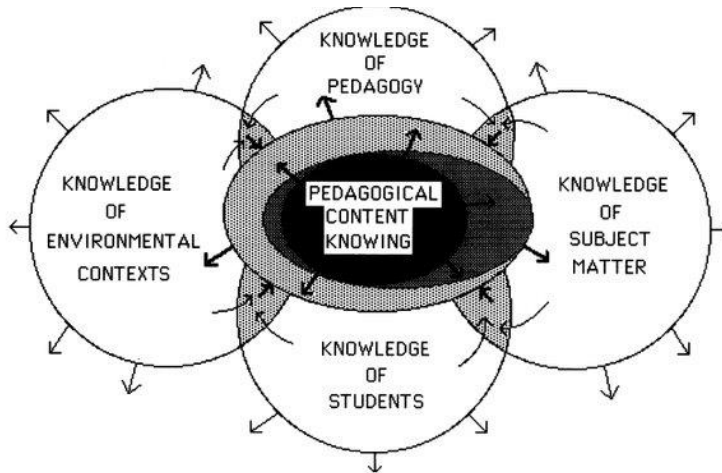 KNOWLEDGE
OF
PEDAGOGY
KNOWLEDGE
OF
ENVIRONMENTAL
CONTEXTS
PEDAGOGICAL
CONTENT
KNOWING
KNOWLEDGE
OF
SUBJECT
MATTER
KNOWLEDGE
OF
STUDENTS